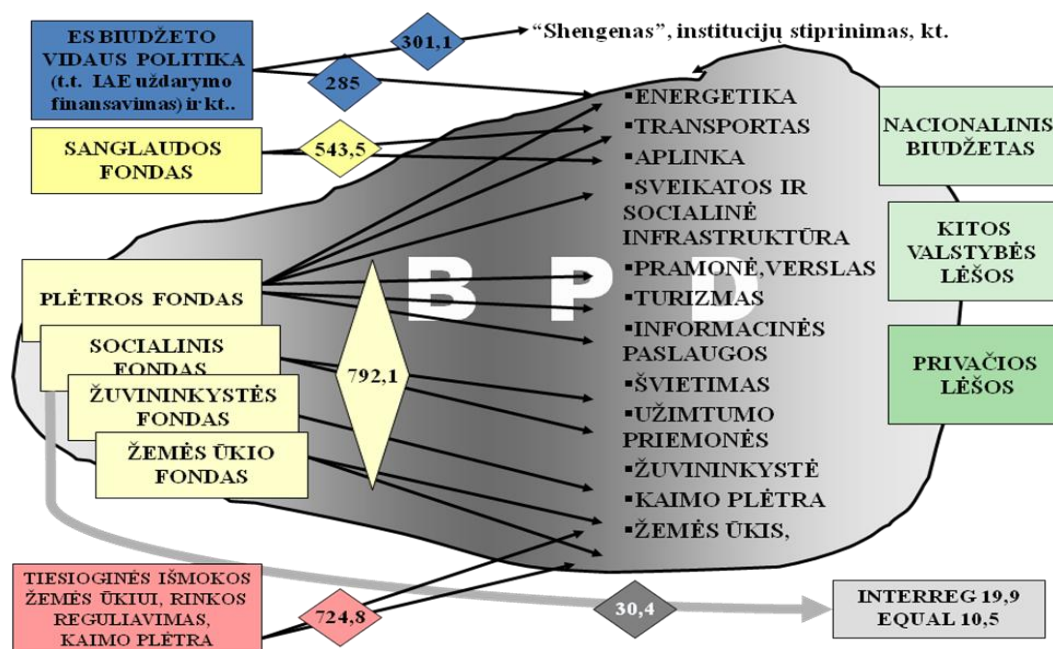 ES BIUDŽETO
VIDAUS POLITIKA
(t.t. IAE uždarymo
finansavimas) ir kt..
301,1
285
“Shengenas”, institucijų stiprinimas, kt.
SANGLAUDOS
FONDAS
543,5
PLĖTROS FONDAS
SOCIALINIS
FONDAS
ŽUVININKYSTĖS
FONDAS
ŽEMĖS ŪKIO
FONDAS
792,1
B P D
▪ENERGETIKA
▪TRANSPORTAS
▪APLINKA
▪SVEIKATOS IR
SOCIALINĖ
INFRASTRUKTŪRA
▪PRAMONĖ,VERSLAS
▪TURIZMAS
▪INFORMACINĖS
PASLAUGOS
▪ŠVIETIMAS
▪UŽIMTUMO
PRIEMONĖS
▪ŽUVININKYSTĖ
▪KAIMO PLĖTRA
▪ŽEMĖS ŪKIS,
NACIONALINIS
BIUDŽETAS
KITOS
VALSTYBĖS
LĖŠOS
PRIVAČIOS
LĖŠOS
TIESIOGINĖS IŠMOKOS
ŽEMĖS ŪKIUI, RINKOS
REGULIAVIMAS,
KAIMO PLĖTRA
724,8
30,4
INTERREG 19,9
EQUAL 10,5